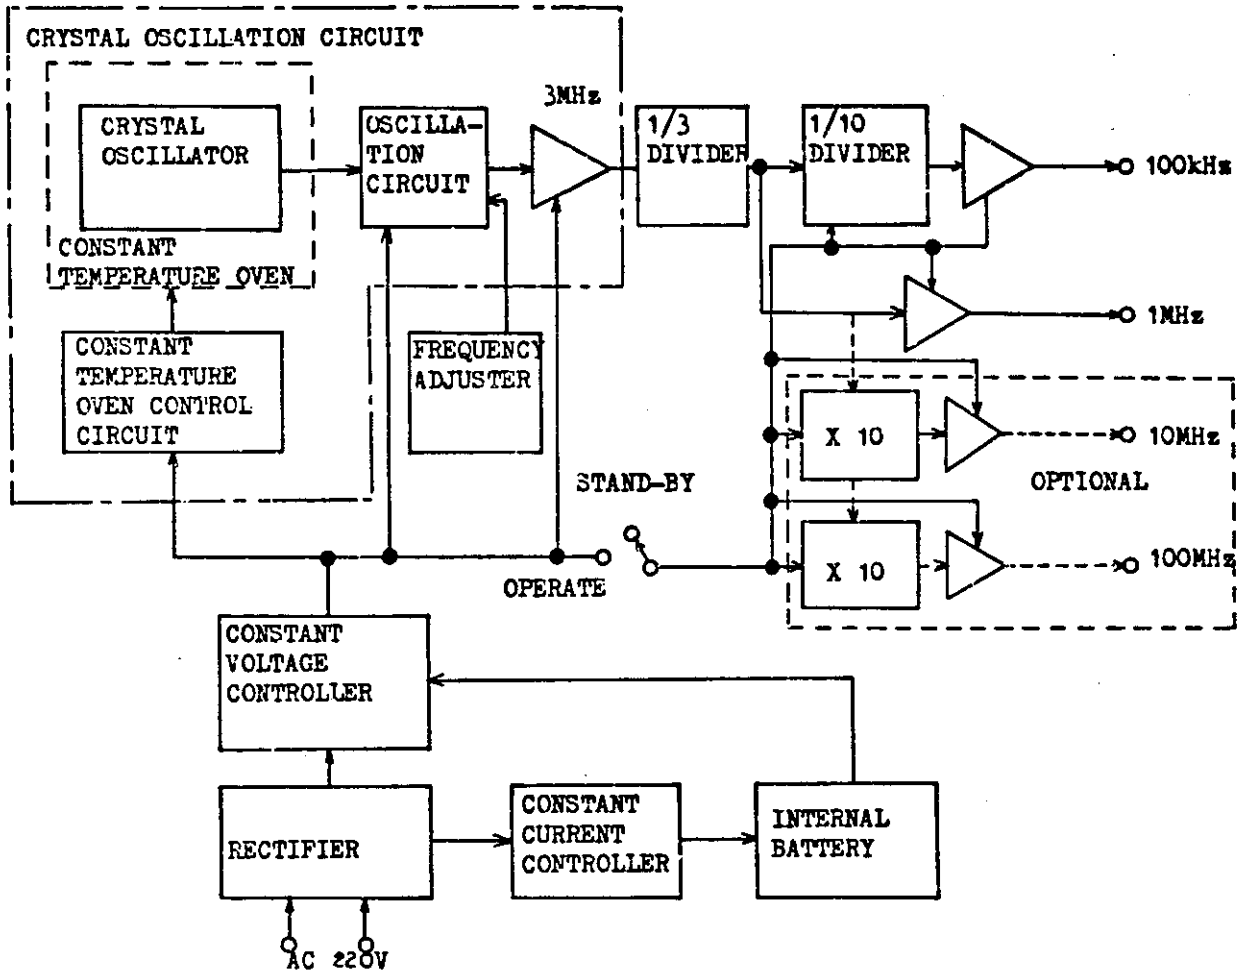 CRYSTAL OSCILLATION CIRCUIT
CRYSTAL
OSCILLATOR
CONSTANT
TEMPERATURE OVEN
OSCILLA-
TION
CIRCUIT
3MHz
1/3
DIVIDER
1/10
DIVIDER
100kHz
1MHz
CONSTANT
TEMPERATURE
OVEN CONTROL
CIRCUIT
FREQUENCY
ADJUSTER
X 10
10MHz
OPTIONAL
STAND-BY
OPERATE
X 10
100MHz
CONSTANT
VOLTAGE
CONTROLLER
RECTIFIER
CONSTANT
CURRENT
CONTROLLER
INTERNAL
BATTERY
AC 220V